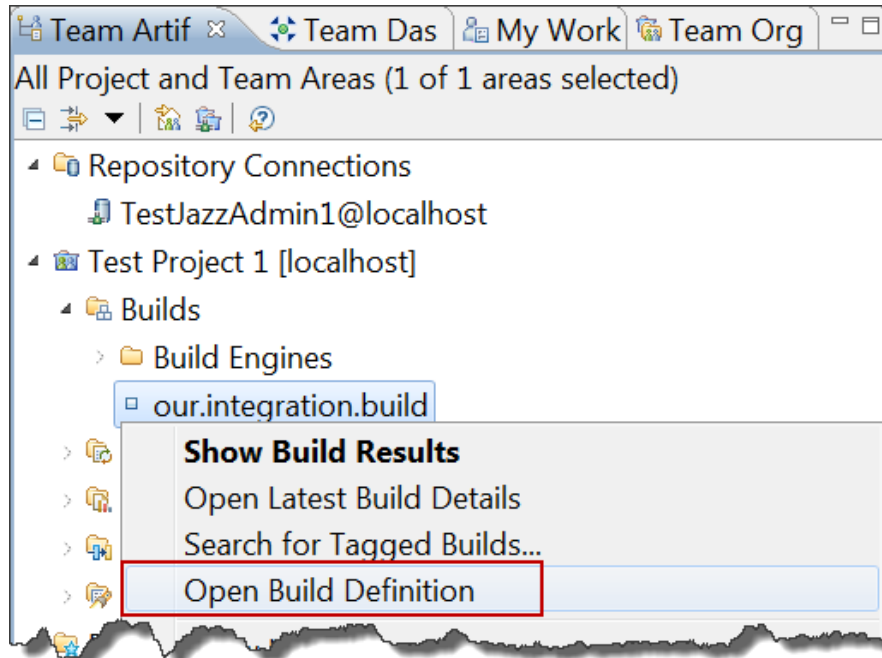 Team Artif Team Das My Work Team Org
All Project and Team Areas (1 of 1 areas selected)
Repository Connections
TestJazzAdmin1@localhost
Test Project 1 [localhost]
Builds
Build Engines
our.integration.build
Show Build Results
Open Latest Build Details
Search for Tagged Builds...
Open Build Definition